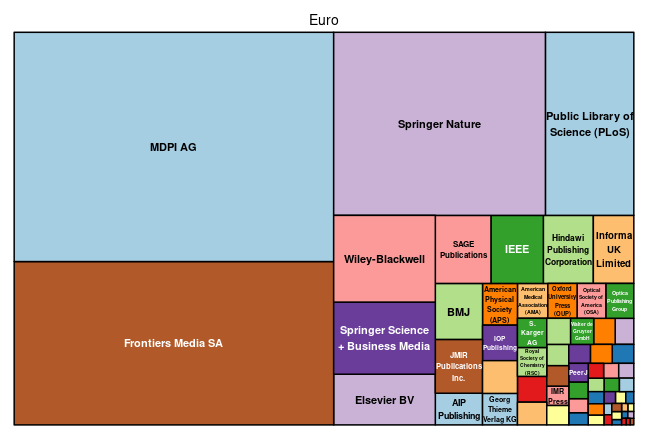 Euro
MDPI AG
Frontiers Media SA
Springer Nature
Public Library of
Science (PLoS)
Wiley-Blackwell
Springer Science
+ Business Media
Elsevier BV
SAGE
Publications
IEEE
Hindawi
Publishing
Corporation
Informa
UK
Limited
BMJ
JMIR
Publications
Inc.
AIP
Publishing
American
Physical
Society
(APS)
IOP
Publishing
Georg
Thieme
Verlag KG
American
Medical
Association
(AMA)
Oxford
University
Press
(OUP)
Optical
Society of
America
(OSA)
Optica
Publishing
Group
S.
Karger
AG
Royal
Society of
Chemistry
(RSC)
Walter de
Gruyter
GmbH
PeerJ
IMR
Press